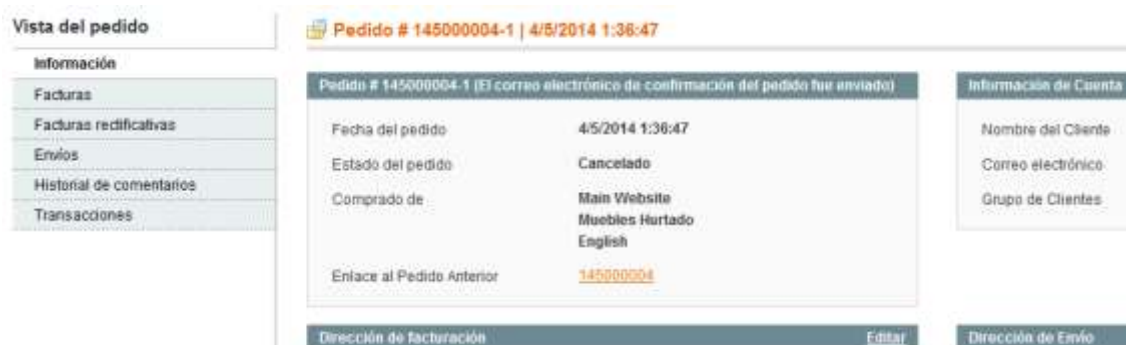 Vista del pedido
Información
Facturas
Facturas rectificativas
Envíos
Historial de comentarios
Transacciones
Pedido # 145000004-1 | 4/5/2014 1:36:47
Pedido # 145000004-1 (El correo electrónico de confirmación del pedido fue enviado)
Fecha del pedido 4/5/2014 1:36:47
Estado del pedido Cancelado
Comprado de Main Website
Muebles Hurtado
English
Enlace al Pedido Anterior 145000004
Información de Cuenta
Nombre del Cliente
Correo electrónico
Grupo de Clientes
Dirección de facturación Editar
Dirección de Envío